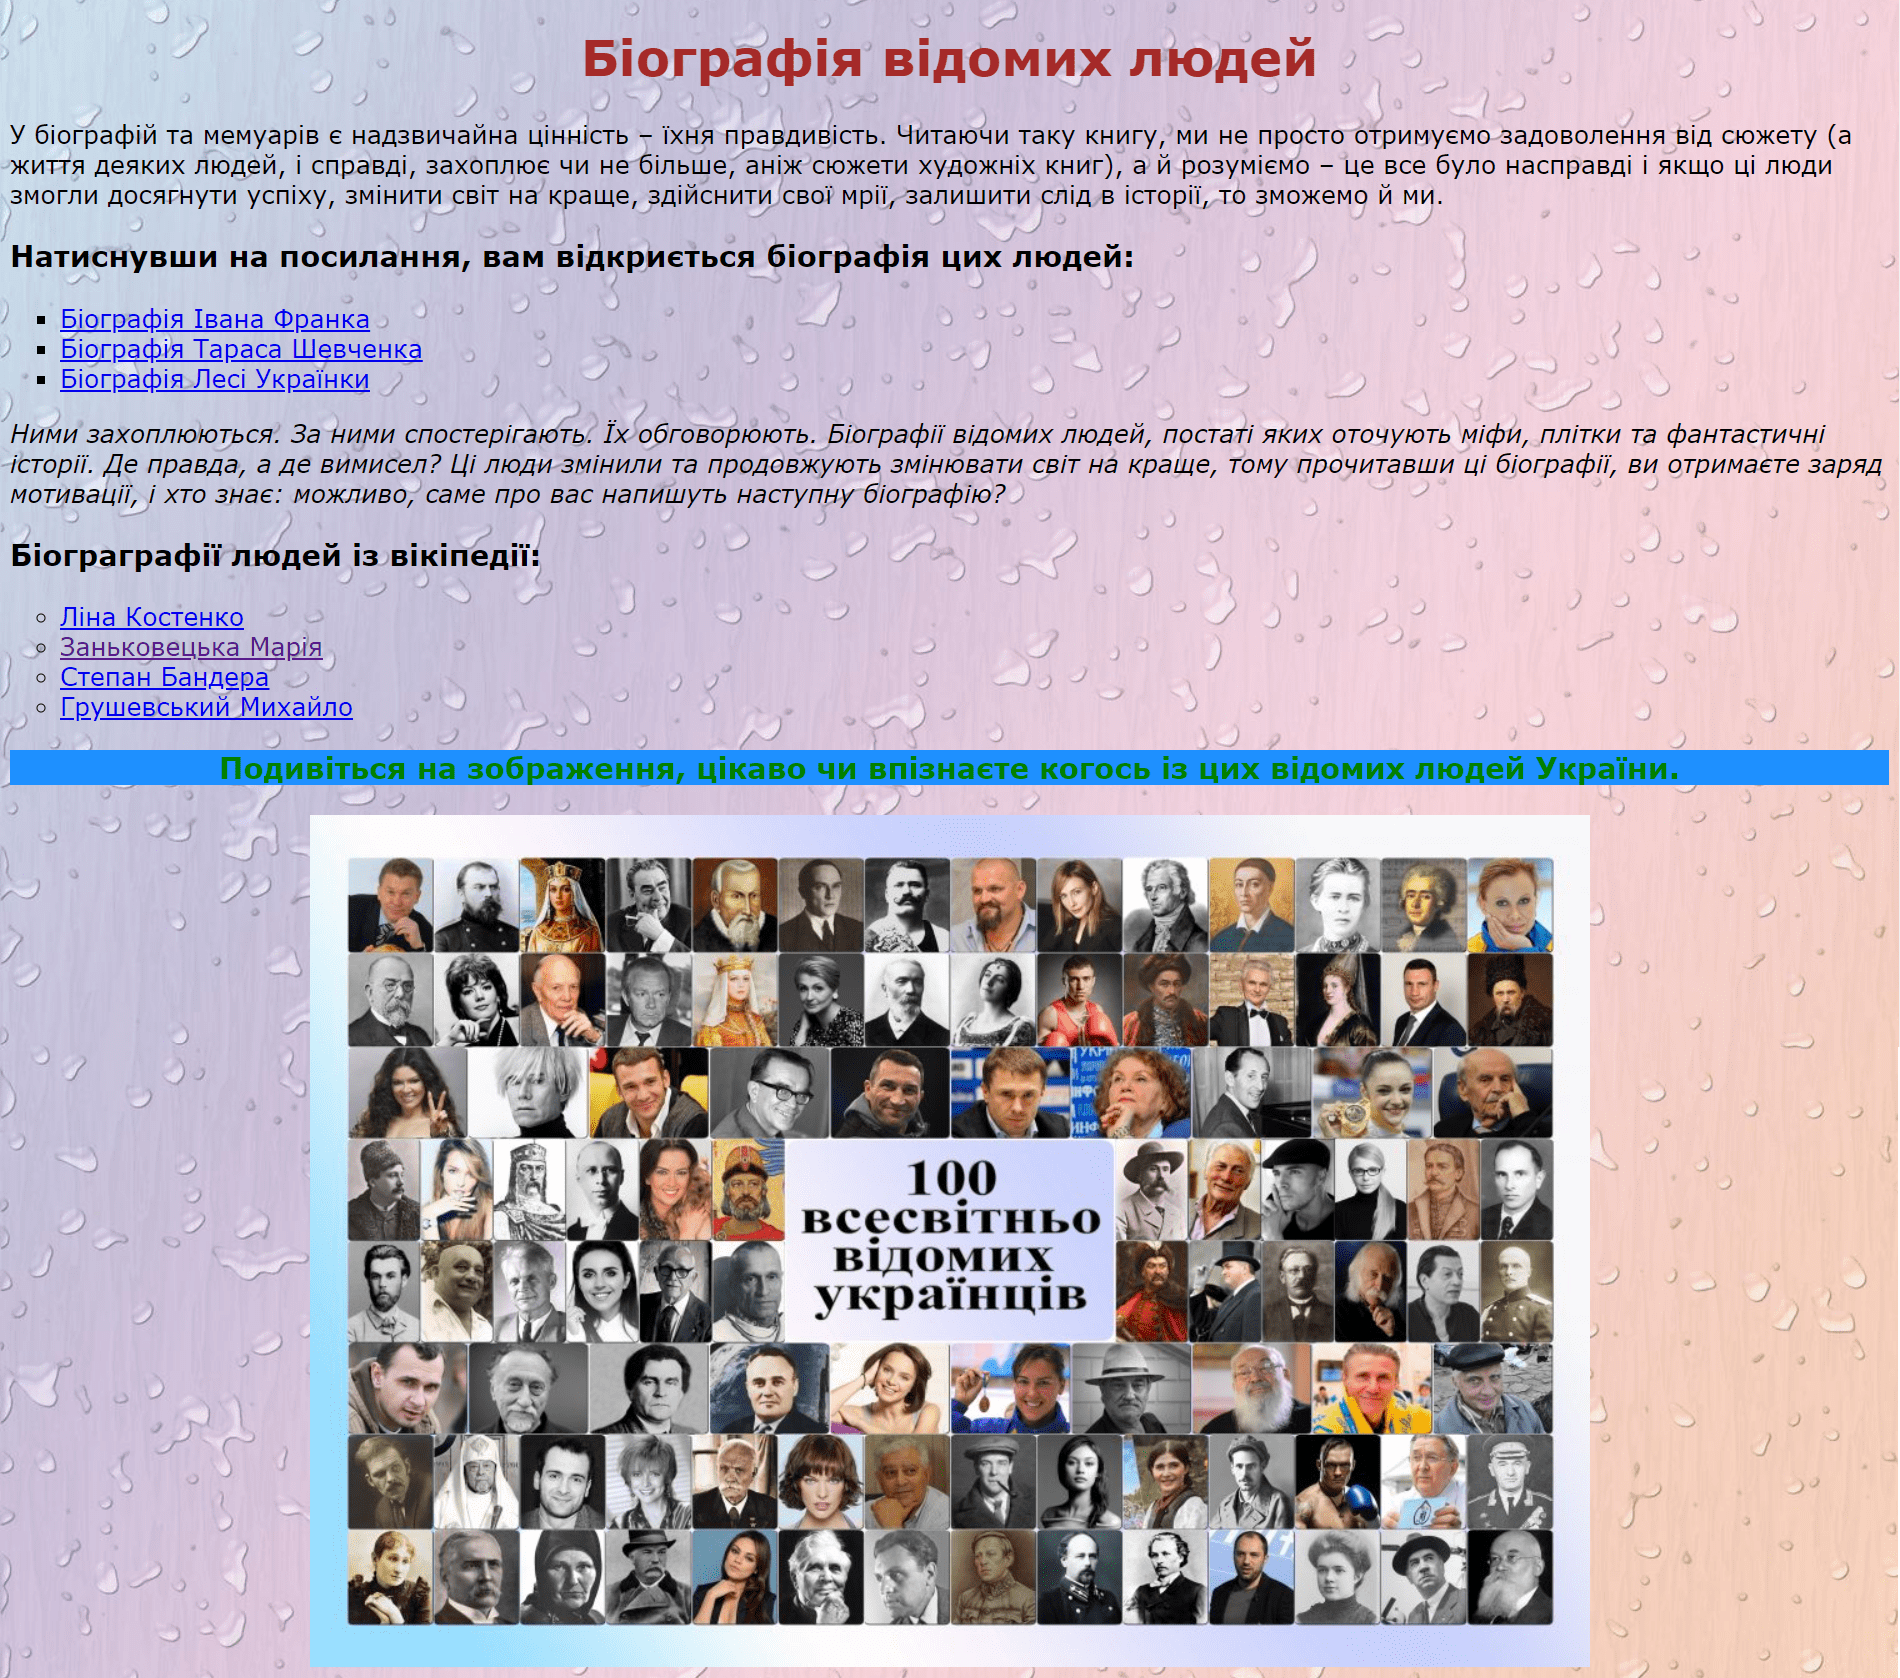 Біографія відомих людей
У біографій та мемуарів є надзвичайна цінність – їхня правдивість. Читаючи таку книгу, ми не просто отримуємо задоволення від сюжету (а
життя деяких людей, і справді, захоплює чи не більше, аніж сюжети художніх книг), а й розуміємо – це все було насправді і якщо ці люди
змогли досягнути успіху, змінити світ на краще, здійснити свої мрії, залишити слід в історії, то зможемо й ми.
Натиснувши на посилання, вам відкриється біографія цих людей:
Біографія Івана Франка
Біографія Тараса Шевченка
Біографія Лесі Українки
Ними захоплюються. За ними спостерігають. Їх обговорюють. Біографії відомих людей, постаті яких оточують міфи, плітки та фантастичні
історії. Де правда, а де вимисел? Ці люди змінили та продовжують змінювати світ на краще, тому прочитавши ці біографії, ви отримаєте заряд
мотивації, і хто знає: можливо, саме про вас напишуть наступну біографію?
Біограграфії людей із вікіпедії:
Ліна Костенко
Заньковецька Марія
Степан Бандера
Грушевський Михайло
Подивіться на зображення, цікаво чи впізнаєте когось із цих відомих людей України.
100
всесвітньо
відомих
українців